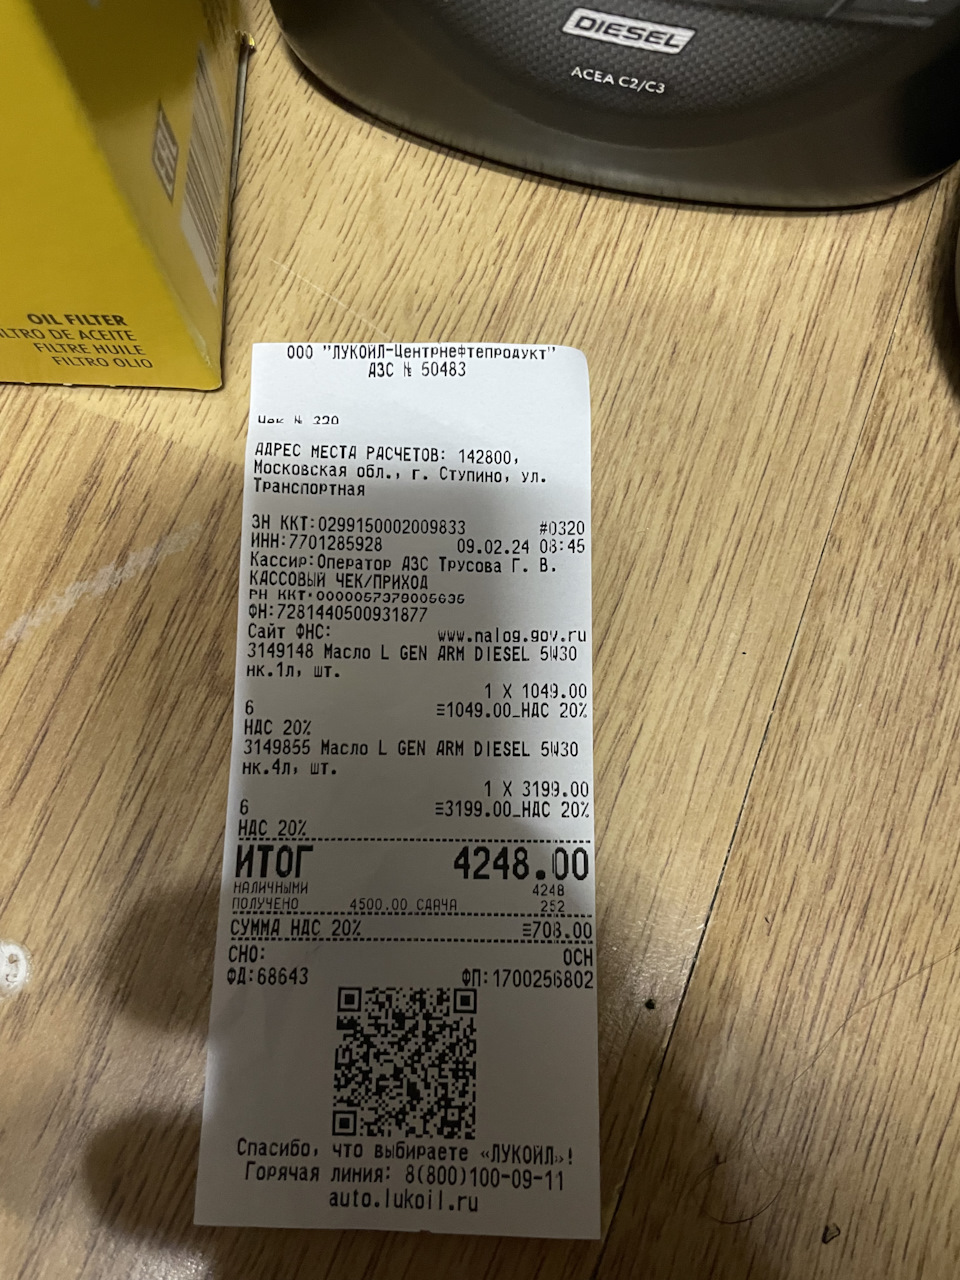 DIESEL
ACEA C2/C3
OIL FILTER
FILTRO DE ACEITE
FILTRE HUILE
FILTRO OLIO
ООО "ЛУКОЙЛ-Центрнефтепродукт"
АЗС № 50483
Чек № 320
АДРЕС МЕСТА РАСЧЕТОВ: 142800,
Московская обл., г. Ступино, ул.
Транспортная
ЗН ККТ:0299150002009833 #0320
ИНН:7701285928 09.02.24 08:45
Кассир:Оператор АЗС Трусова Г. В.
КАССОВЫЙ ЧЕК/ПРИХОД
РН ККТ:0000057379005635
ФН:7281440500931877
Сайт ФНС: www.nalog.gov.ru
3149148 Масло L GEN ARM DIESEL 5W30
нк.1л, шт.
1 X 1049.00
6 ≡1049.00_НДС 20%
НДС 20%
3149855 Масло L GEN ARM DIESEL 5W30
нк.4л, шт.
1 X 3199.00
6 ≡3199.00_НДС 20%
НДС 20%
ИТОГ 4248.00
НАЛИЧНЫМИ 4248
ПОЛУЧЕНО 4500.00 СДАЧА 252
СУММА НДС 20% ≡708.00
СНО: ОСН
ФД:68643 ФП:1700256802
Спасибо, что выбираете «ЛУКОЙЛ»!
Горячая линия: 8(800)100-09-11
auto.lukoil.ru